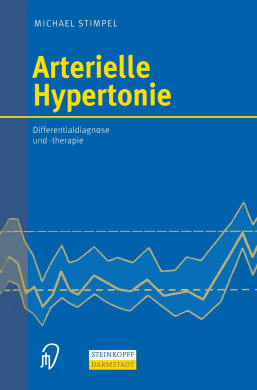 MICHAEL STIMPEL
Arterielle
Hypertonie
Differentialdiagnose
und -therapie
STEINKOPFF
DARMSTADT